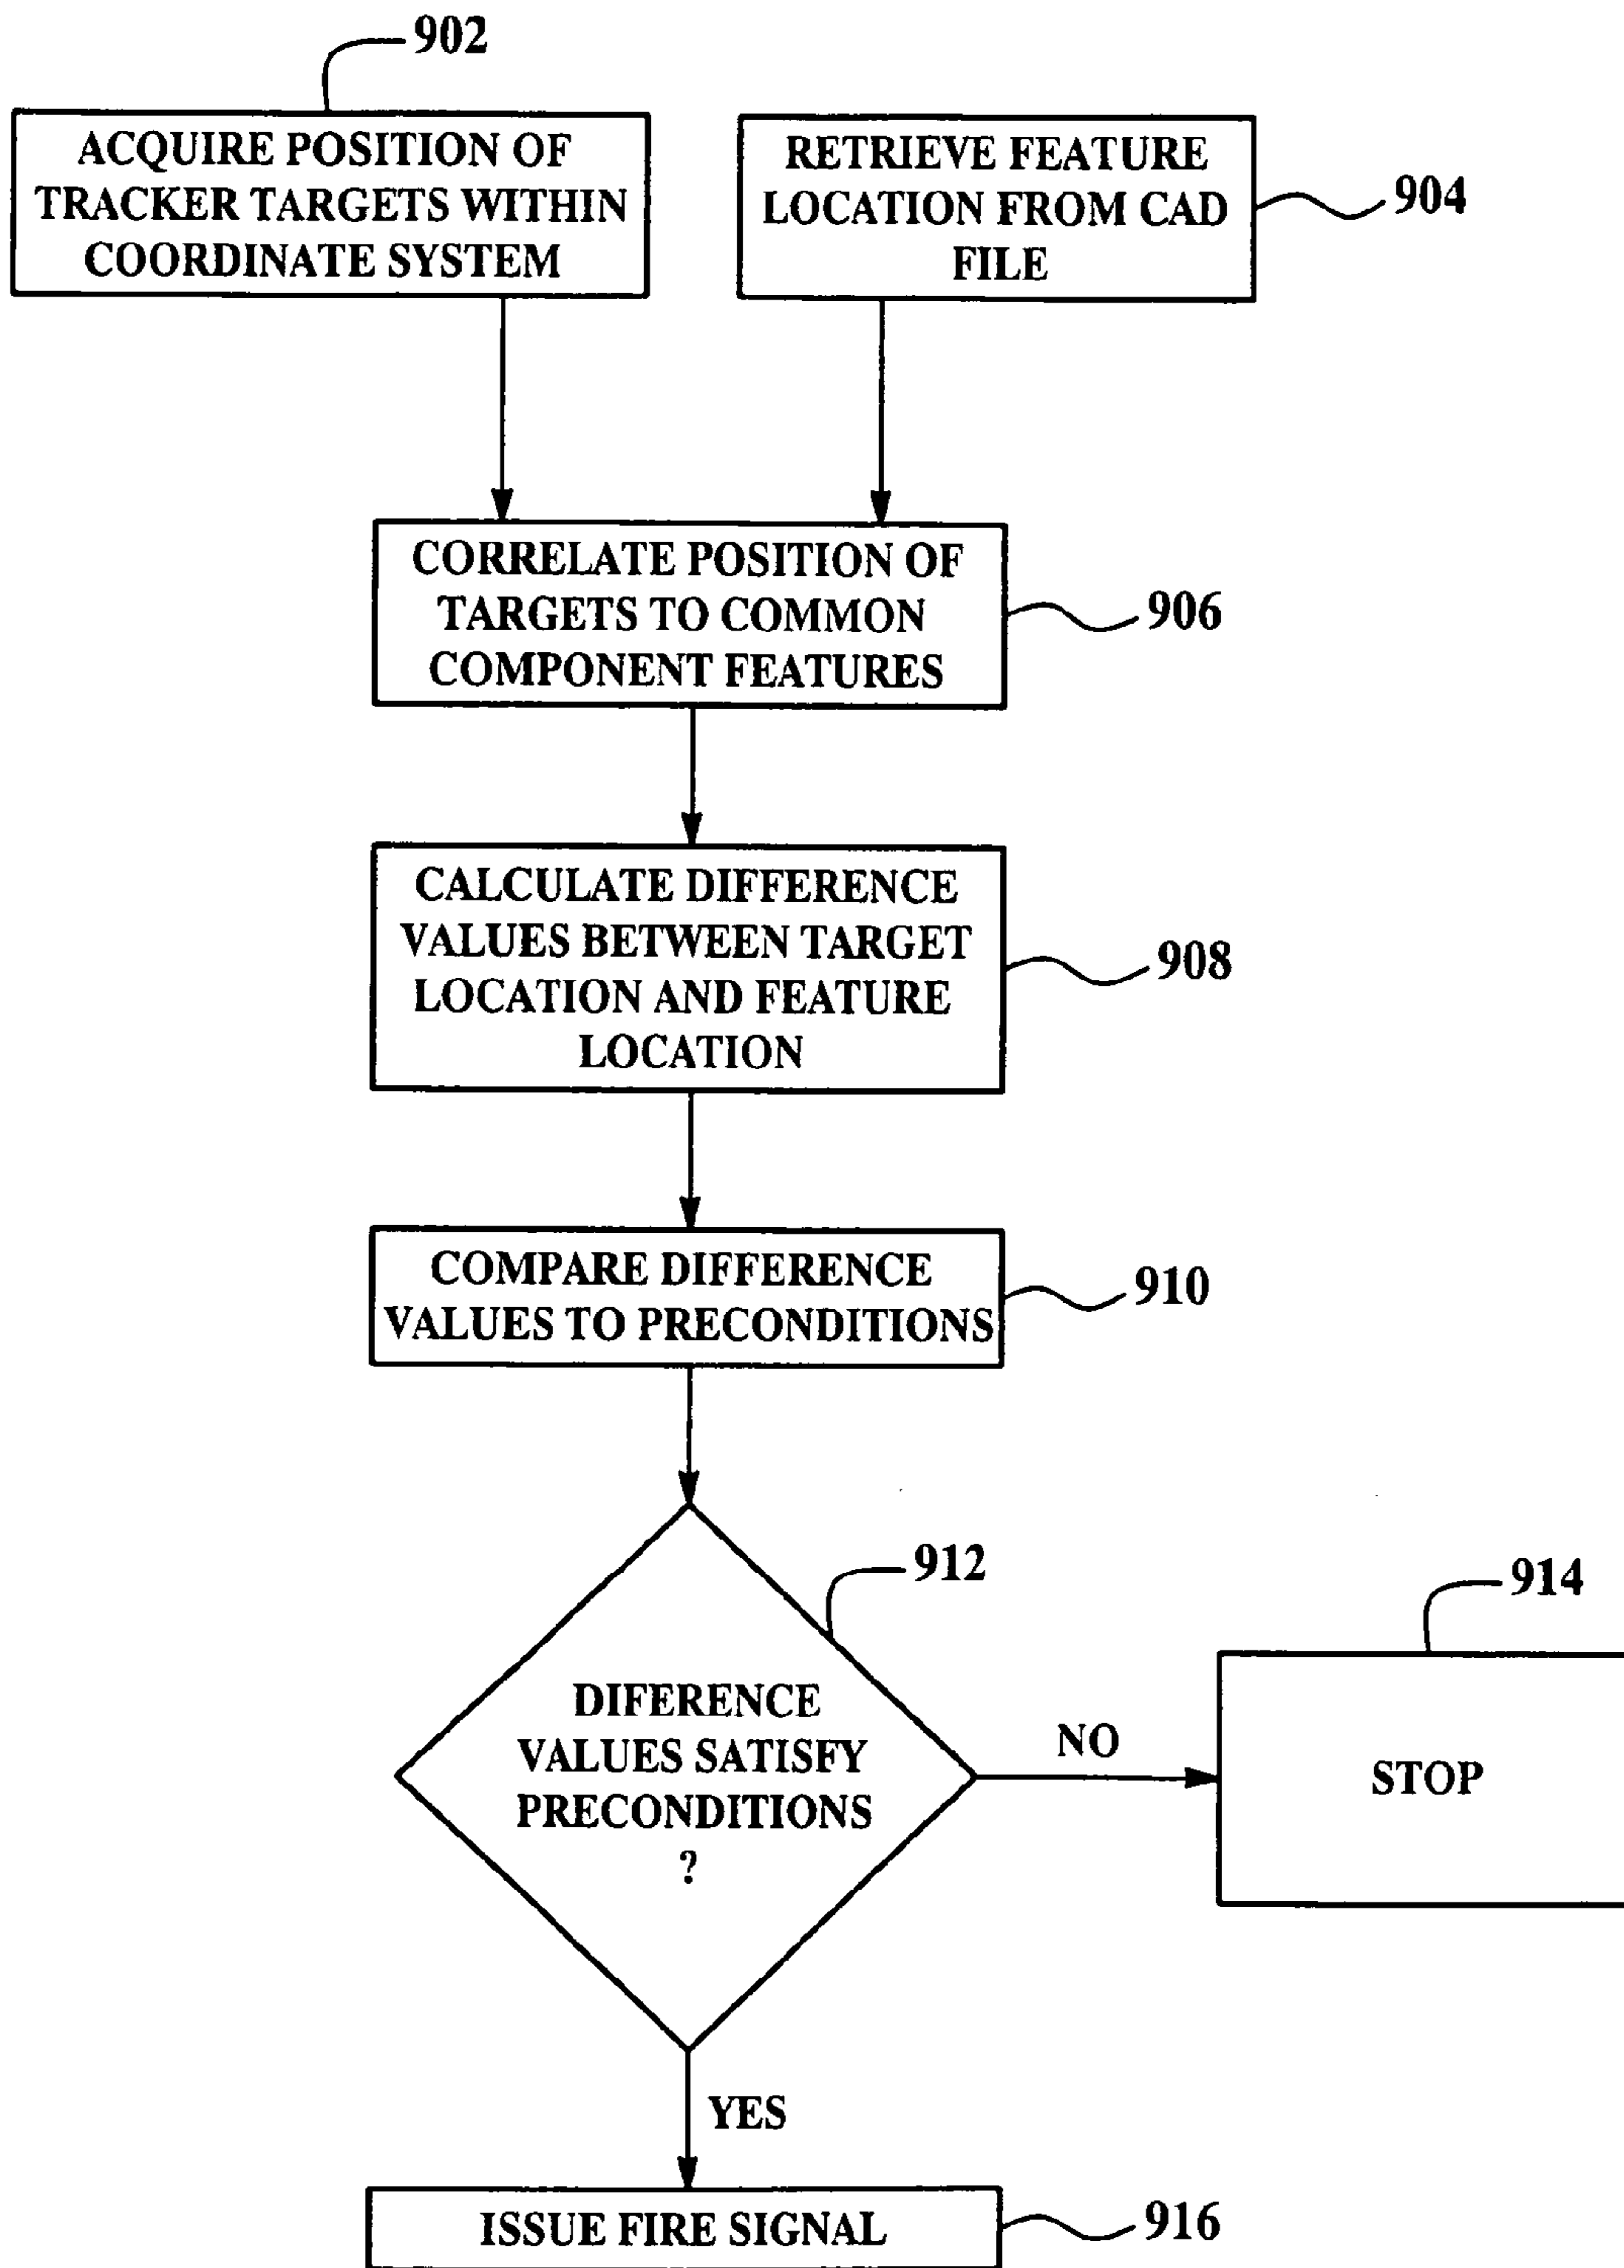 902
ACQUIRE POSITION OF
TRACKER TARGETS WITHIN
COORDINATE SYSTEM
RETRIEVE FEATURE
LOCATION FROM CAD
FILE
904
CORRELATE POSITION OF
TARGETS TO COMMON
COMPONENT FEATURES
906
CALCULATE DIFFERENCE
VALUES BETWEEN TARGET
LOCATION AND FEATURE
LOCATION
908
COMPARE DIFFERENCE
VALUES TO PRECONDITIONS
910
912
DIFERENCE
VALUES SATISFY
PRECONDITIONS
?
NO
914
STOP
YES
ISSUE FIRE SIGNAL
916